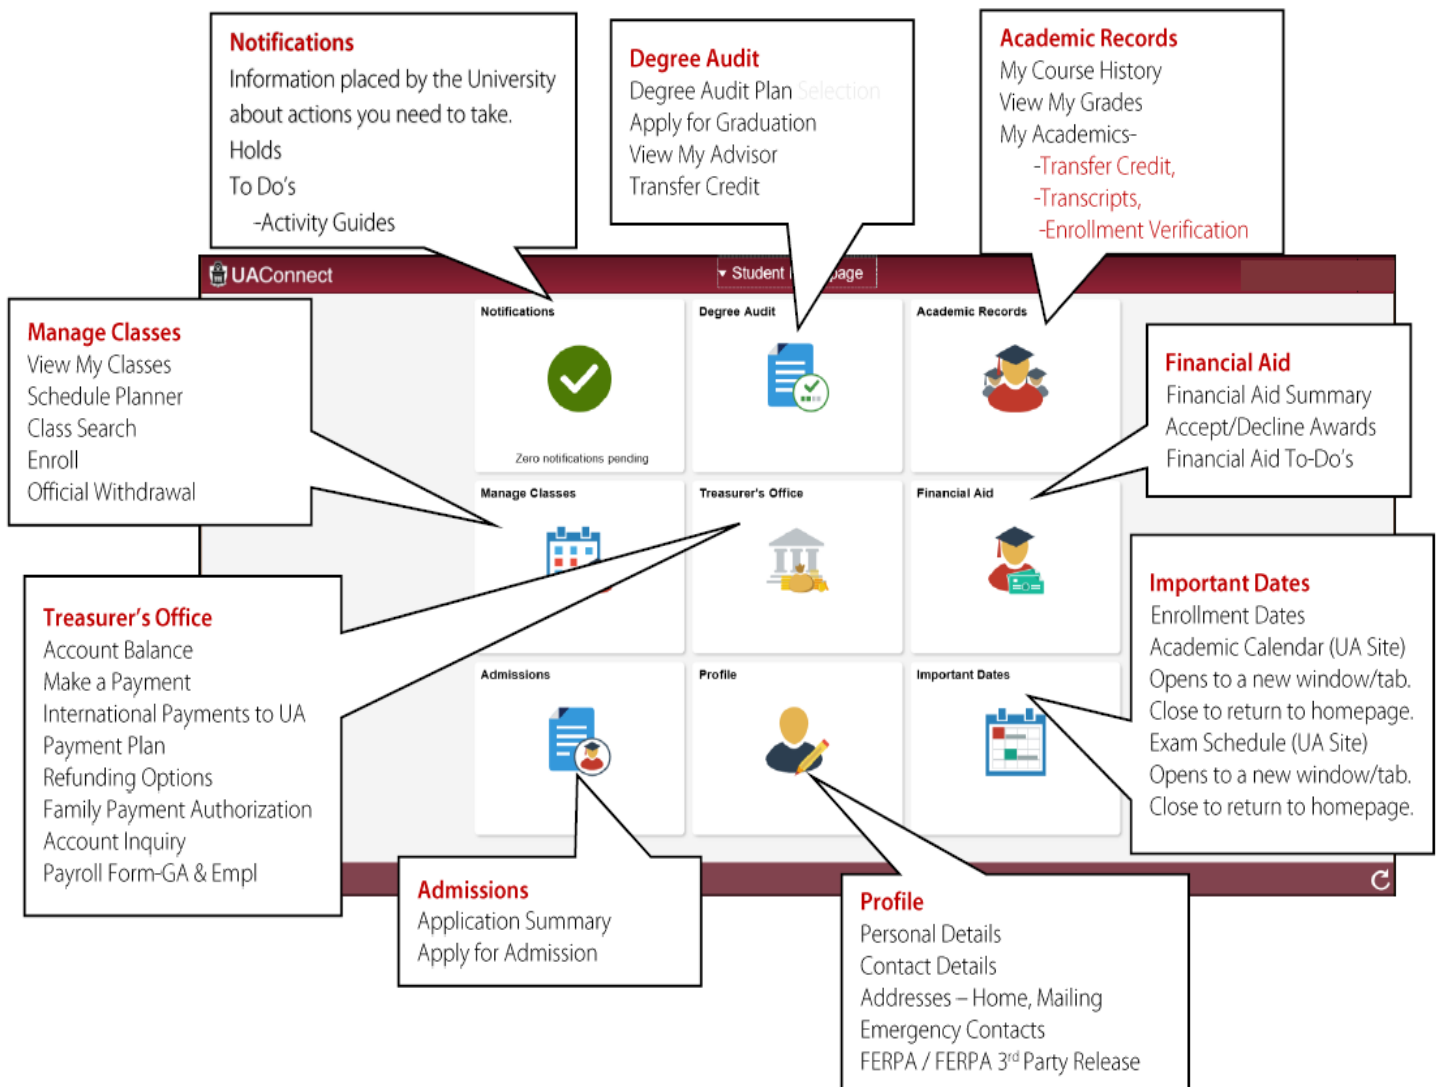 Notifications
Information placed by the University
about actions you need to take.
Holds
To Do's
-Activity Guides
Degree Audit
Degree Audit Plan Selection
Apply for Graduation
View My Advisor
Transfer Credit
Academic Records
My Course History
View My Grades
My Academics-
-Transfer Credit,
-Transcripts,
-Enrollment Verification
UAConnect
Student page
Manage Classes
View My Classes
Schedule Planner
Class Search
Enroll
Official Withdrawal
Notifications
Zero notifications pending
Degree Audit
Academic Records
Financial Aid
Financial Aid Summary
Accept/Decline Awards
Financial Aid To-Do's
Manage Classes
Treasurer's Office
Financial Aid
Treasurer's Office
Account Balance
Make a Payment
International Payments to UA
Payment Plan
Refunding Options
Family Payment Authorization
Account Inquiry
Payroll Form-GA & Empl
Important Dates
Enrollment Dates
Academic Calendar (UA Site)
Opens to a new window/tab.
Close to return to homepage.
Exam Schedule (UA Site)
Opens to a new window/tab.
Close to return to homepage.
Admissions
Profile
Important Dates
Admissions
Application Summary
Apply for Admission
Profile
Personal Details
Contact Details
Addresses – Home, Mailing
Emergency Contacts
FERPA / FERPA 3rd Party Release